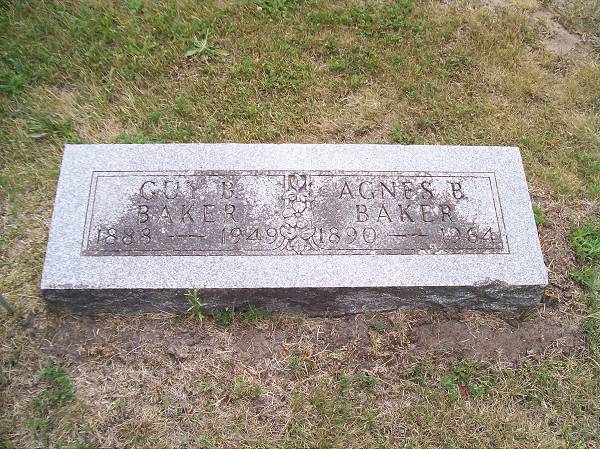 GUY B.
BAKER
1888 — 1949
AGNES B.
BAKER
1890 — 1964